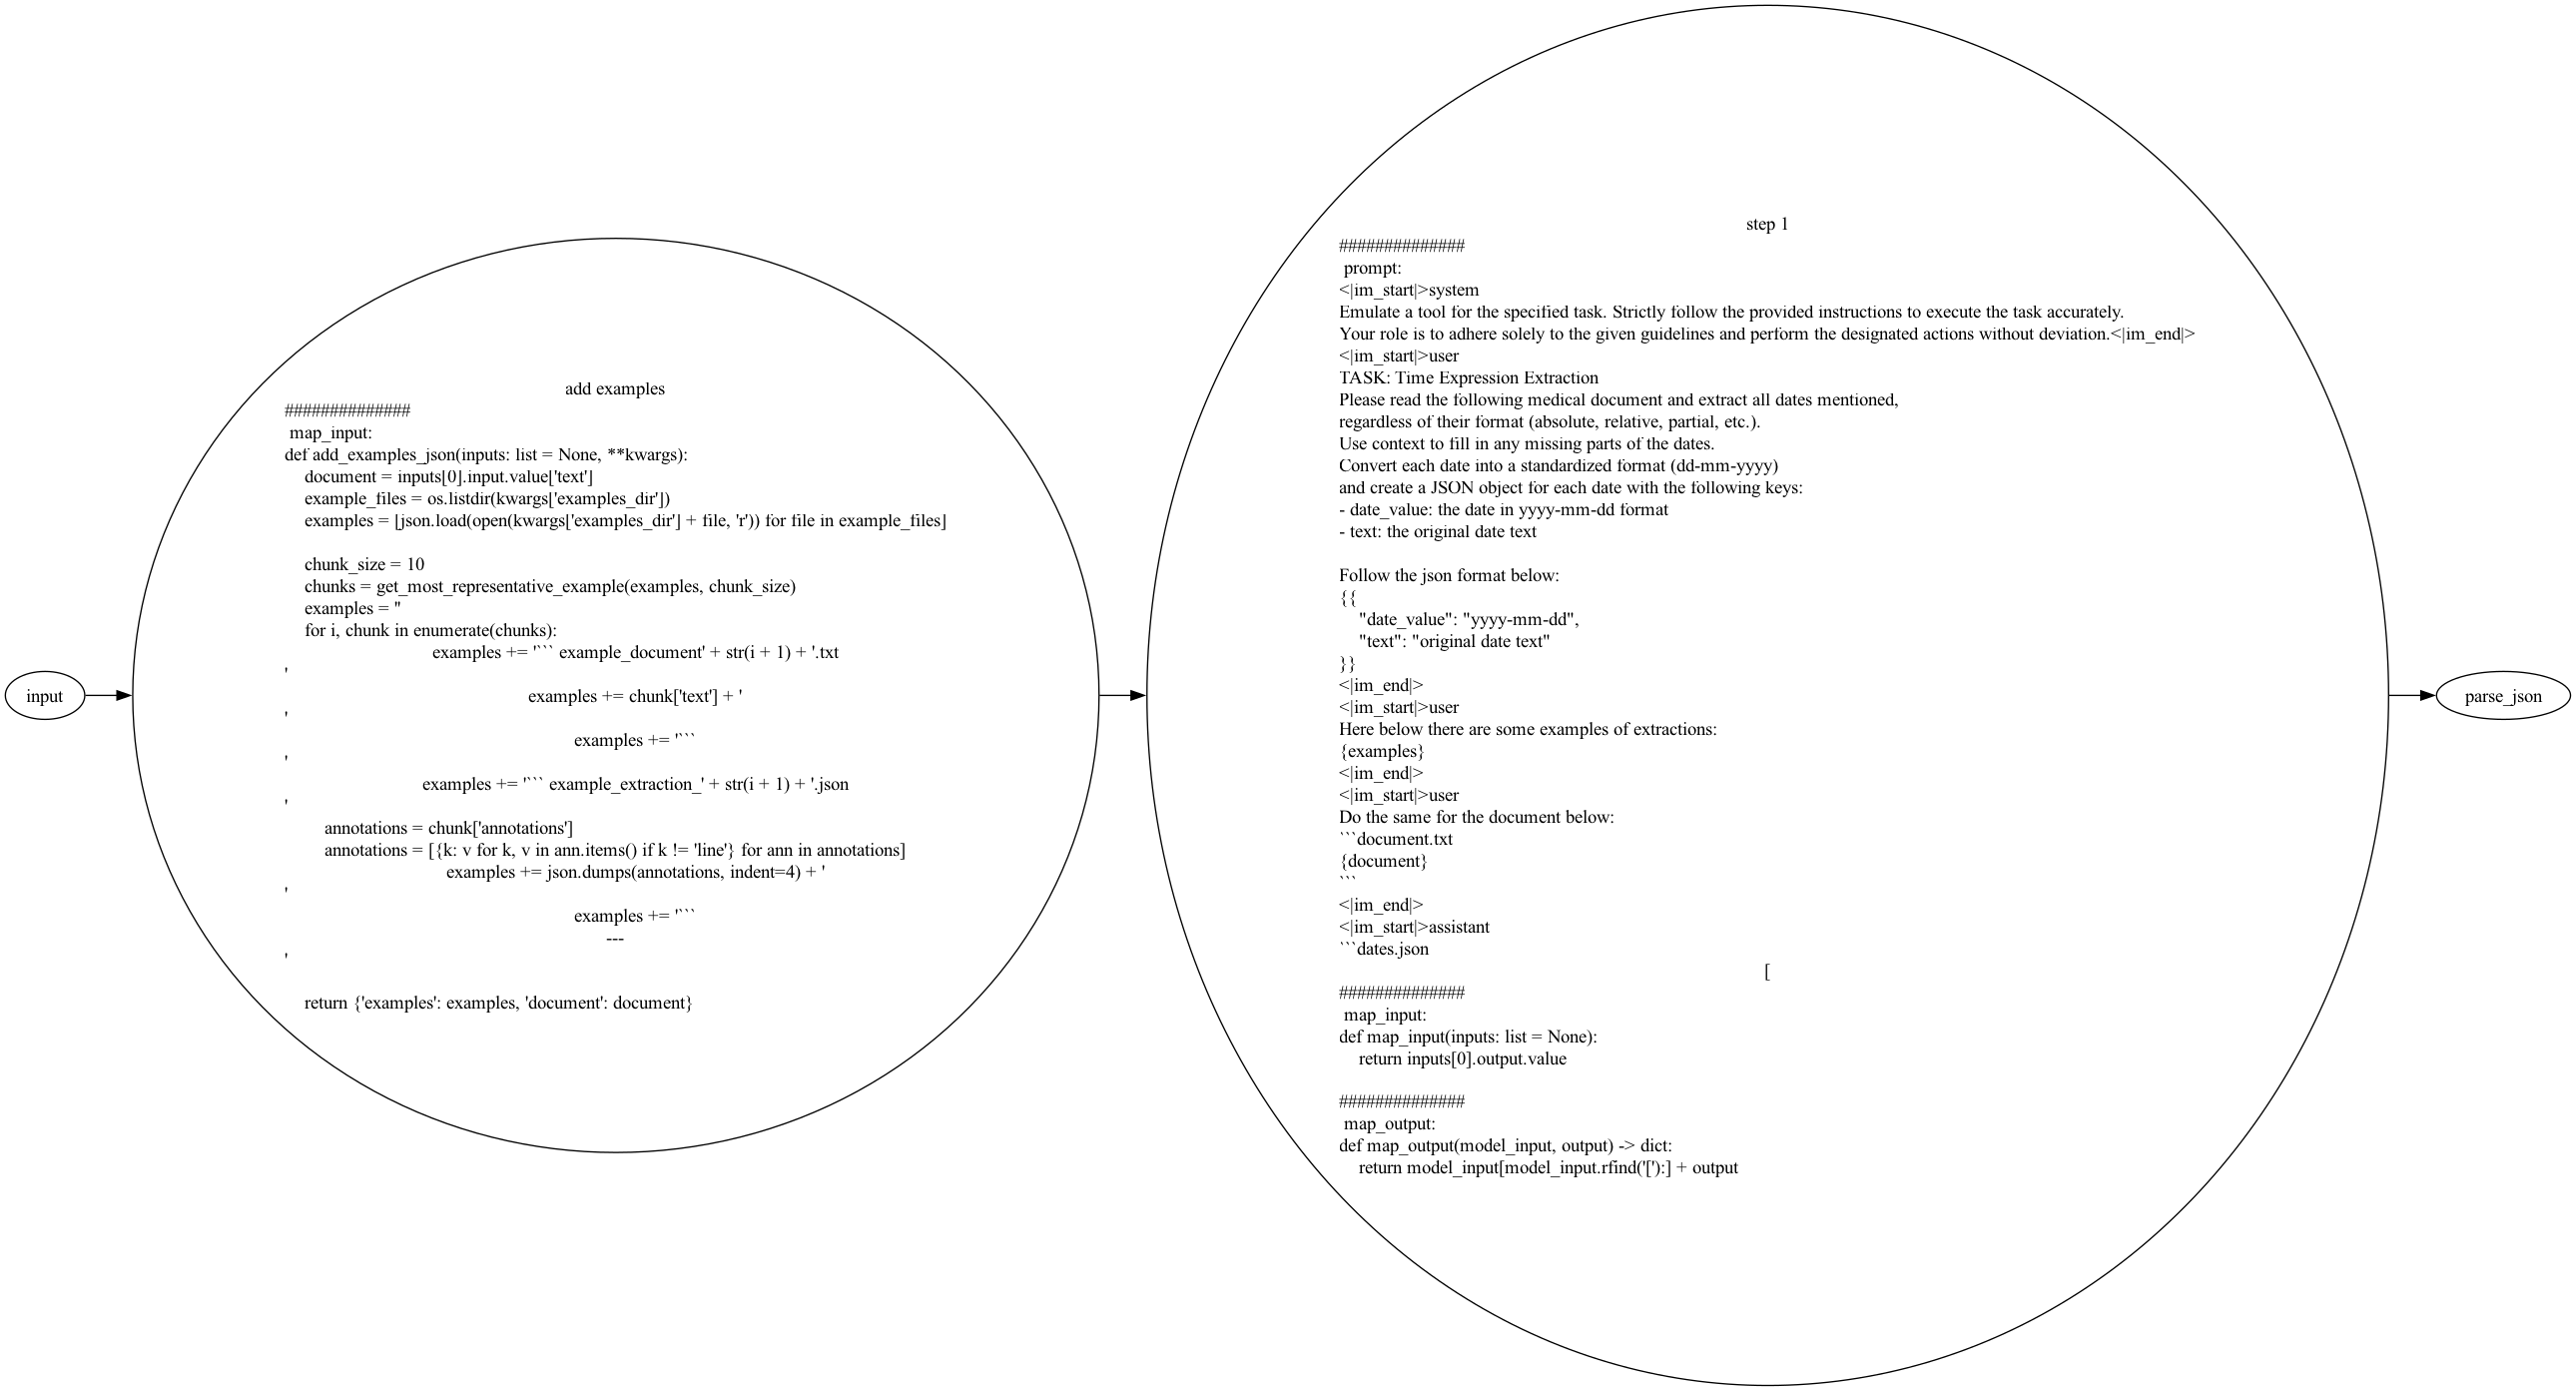 input
add examples
##############
 map_input:
def add_examples_json(inputs: list = None, **kwargs):
    document = inputs[0].input.value['text']
    example_files = os.listdir(kwargs['examples_dir'])
    examples = [json.load(open(kwargs['examples_dir'] + file, 'r')) for file in example_files]

    chunk_size = 10
    chunks = get_most_representative_example(examples, chunk_size)
    examples = ''
    for i, chunk in enumerate(chunks):
        examples += '``` example_document' + str(i + 1) + '.txt
'
        examples += chunk['text'] + '
'
        examples += '```
'
        examples += '``` example_extraction_' + str(i + 1) + '.json
'
        annotations = chunk['annotations']
        annotations = [{k: v for k, v in ann.items() if k != 'line'} for ann in annotations]
        examples += json.dumps(annotations, indent=4) + '
'
        examples += '```
---
'

    return {'examples': examples, 'document': document}
step 1
##############
 prompt:
<|im_start|>system
Emulate a tool for the specified task. Strictly follow the provided instructions to execute the task accurately.
Your role is to adhere solely to the given guidelines and perform the designated actions without deviation.<|im_end|>
<|im_start|>user
TASK: Time Expression Extraction
Please read the following medical document and extract all dates mentioned,
regardless of their format (absolute, relative, partial, etc.).
Use context to fill in any missing parts of the dates.
Convert each date into a standardized format (dd-mm-yyyy)
and create a JSON object for each date with the following keys:
- date_value: the date in yyyy-mm-dd format
- text: the original date text

Follow the json format below:
{{
    "date_value": "yyyy-mm-dd",
    "text": "original date text"
}}
<|im_end|>
<|im_start|>user
Here below there are some examples of extractions:
{examples}
<|im_end|>
<|im_start|>user
Do the same for the document below:
```document.txt
{document}
```
<|im_end|>
<|im_start|>assistant
```dates.json
[
##############
 map_input:
def map_input(inputs: list = None):
    return inputs[0].output.value

##############
 map_output:
def map_output(model_input, output) -> dict:
    return model_input[model_input.rfind('['):] + output
parse_json